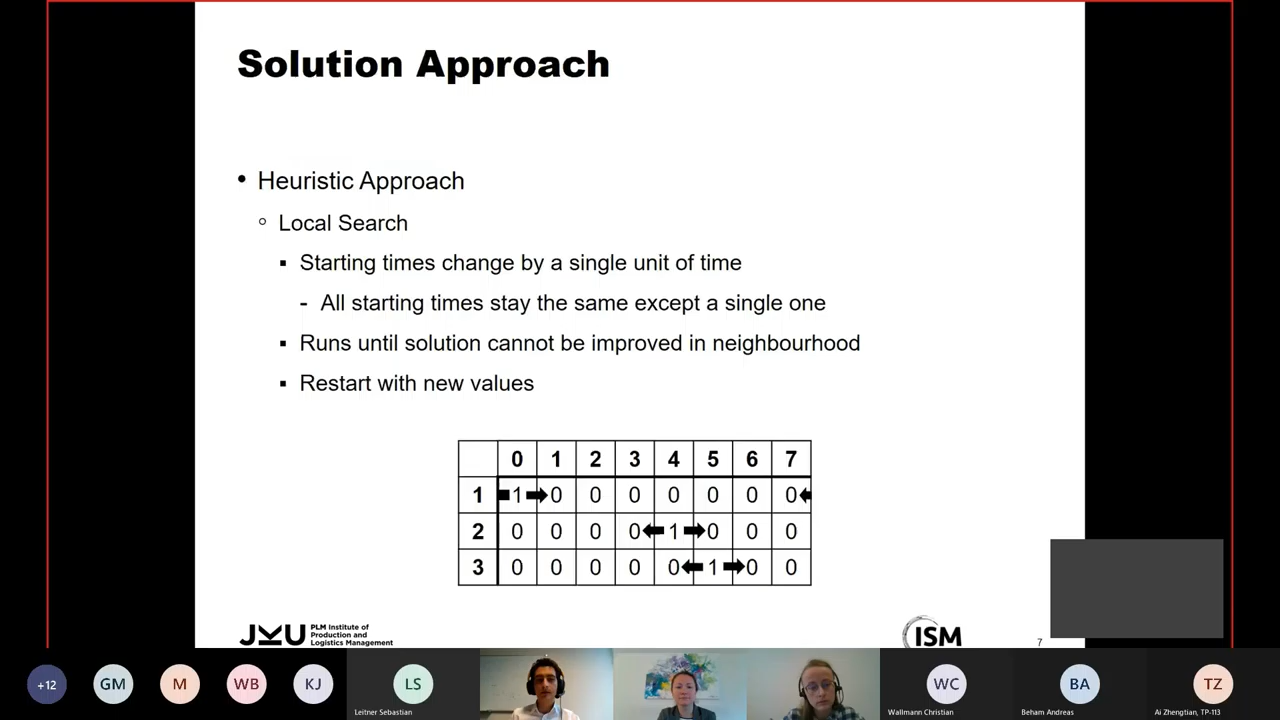 Solution Approach
• Heuristic Approach
○ Local Search
▪ Starting times change by a single unit of time
- All starting times stay the same except a single one
▪ Runs until solution cannot be improved in neighbourhood
▪ Restart with new values
0 1 2 3 4 5 6 7
1 1 0 0 0 0 0 0 0
2 0 0 0 0 1 0 0 0
3 0 0 0 0 0 1 0 0
JKU PLM Institute of
Production and
Logistics Management
ISM
7
+12 GM M WB KJ LS WC BA TZ
Leitner Sebastian Wallmann Christian Beham Andreas Ai Zhengtian, TP-113